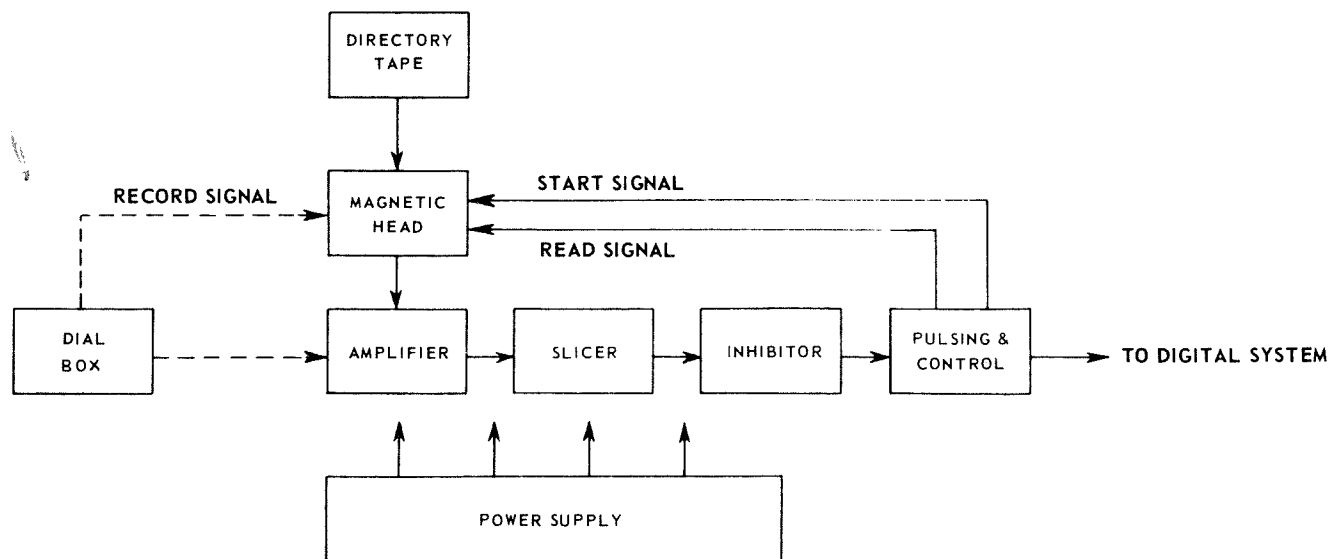 DIRECTORY
TAPE
RECORD SIGNAL
MAGNETIC
HEAD
START SIGNAL
READ SIGNAL
DIAL
BOX
AMPLIFIER
SLICER
INHIBITOR
PULSING &
CONTROL
TO DIGITAL SYSTEM
POWER SUPPLY